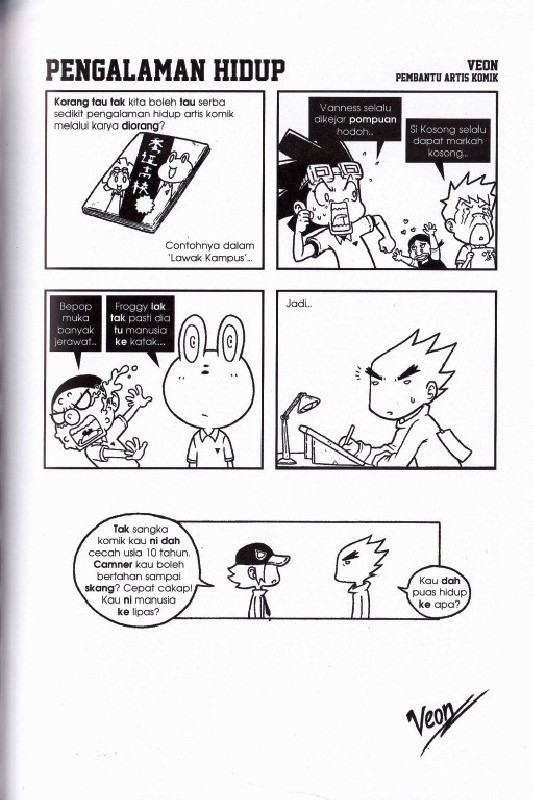 PENGALAMAN HIDUP
VEON
PEMBANTU ARTIS KOMIK
Korang tau tak kita boleh tau serba
sedikit pengalaman hidup artis komik
melalui karya diorang?
Contohnya dalam
'Lawak Kampus'...
Vainness selalu
dikejar pompuan
hodoh..
Si Kosong selalu
dapat markah
kosong...
Bepop
muka
banyak
jerawat..
Froggy lak
tak pasti dia
tu manusia
ke katak....
Jadi..
Tak sangka
komik kau ni dah
cecah usia 10 tahun.
Camner kau boleh
bertahan sampai
skang? Cepat cakap!
Kau ni manusia
ke lipas?
Kau dah
puas hidup
ke apa?
Veon